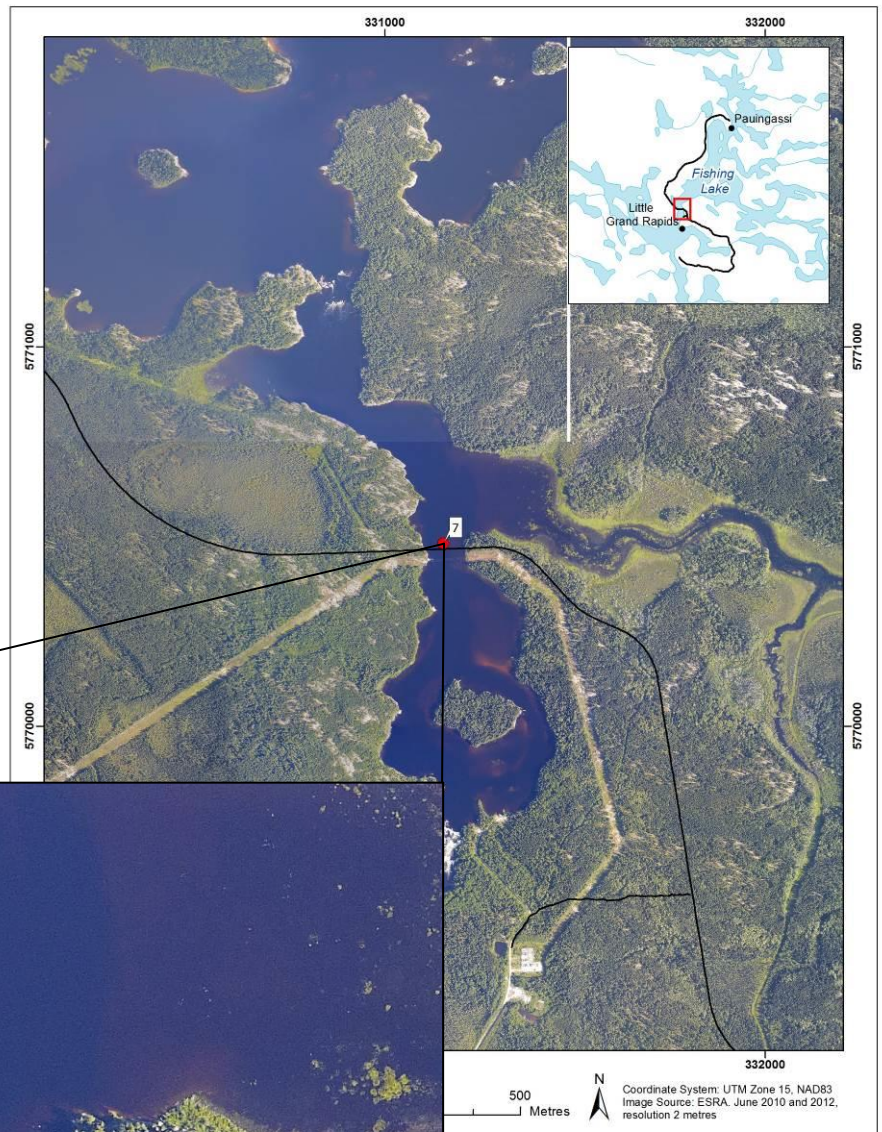 331000
332000
Pauingassi
Fishing
Lake
Little
Grand Rapids
5771000
5771000
7
5770000
5770000
332000
500
Metres
N
Coordinate System: UTM Zone 15, NAD83
Image Source: ESRA. June 2010 and 2012,
resolution 2 metres